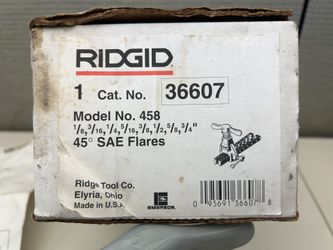 RIDGID
1 Cat. No. 36607
Model No. 458
1/8, 3/16, 1/4, 5/16, 3/8, 1/2, 5/8, 3/4"
45° SAE Flares
Ridge Tool Co.
Elyria, Ohio
Made in U.S.A.
EMERSON
0 95691 36607 8